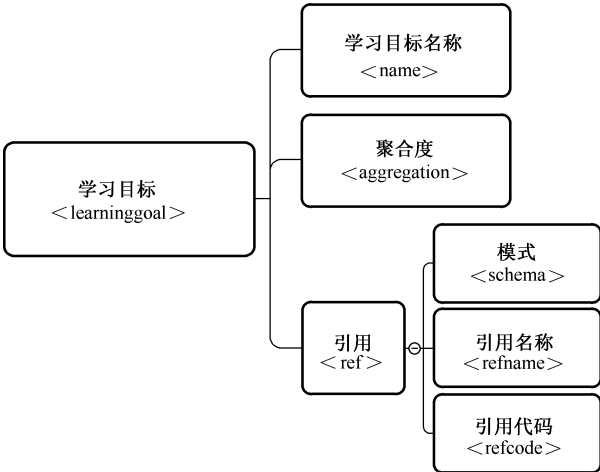 学习目标
<learninggoal>
学习目标名称
<name>
聚合度
<aggregation>
引用
<ref>
模式
<schema>
引用名称
<refname>
引用代码
<refcode>